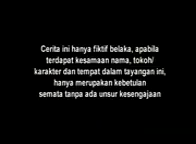 Cerita ini hanya fiktif belaka, apabila
terdapat kesamaan nama, tokoh/
karakter dan tempat dalam tayangan ini,
hanya merupakan kebetulan
semata tanpa ada unsur kesengajaan